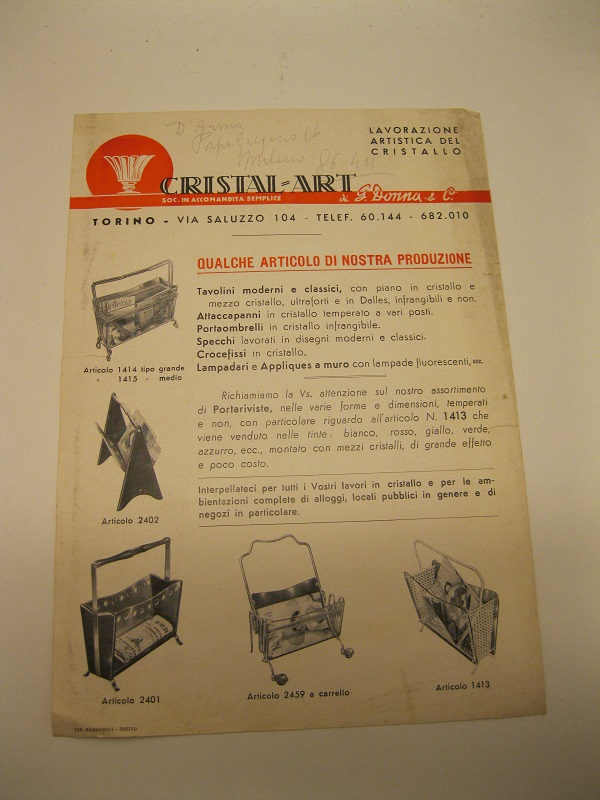 D'Arma
Milano 26-4-41
LAVORAZIONE
ARTISTICA DEL
CRISTALLO
CRISTAL=ART
SOC. IN ACCOMANDITA SEMPLICE
di G. Donna & C.
TORINO - VIA SALUZZO 104 - TELEF. 60.144 - 682.010
QUALCHE ARTICOLO DI NOSTRA PRODUZIONE
Tavolini moderni e classici, con piano in cristallo e
mezzo cristallo, ultraforti e in Dalles, infrangibili e non.
Attaccapanni in cristallo temperato a vari posti.
Portaombrelli in cristallo infrangibile.
Specchi lavorati in disegni moderni e classici.
Crocefissi in cristallo.
Lampadari e Appliques a muro con lampade fluorescenti, ecc.
Articolo 1414 tipo grande
" 1415 - medio
Richiamiamo la Vs. attenzione sul nostro assortimento
di Portariviste, nelle varie forme e dimensioni, temperati
e non, con particolare riguardo all'articolo N. 1413 che
viene venduto nelle tinte: bianco, rosso, giallo, verde,
azzurro, ecc., montato con mezzi cristalli, di grande effetto
e poco costo.
Interpellateci per tutti i Vostri lavori in cristallo e per le am-
bientazioni complete di alloggi, locali pubblici in genere e di
negozi in particolare.
Articolo 2402
Articolo 2401
Articolo 2459 a carrello
Articolo 1413
TORINO